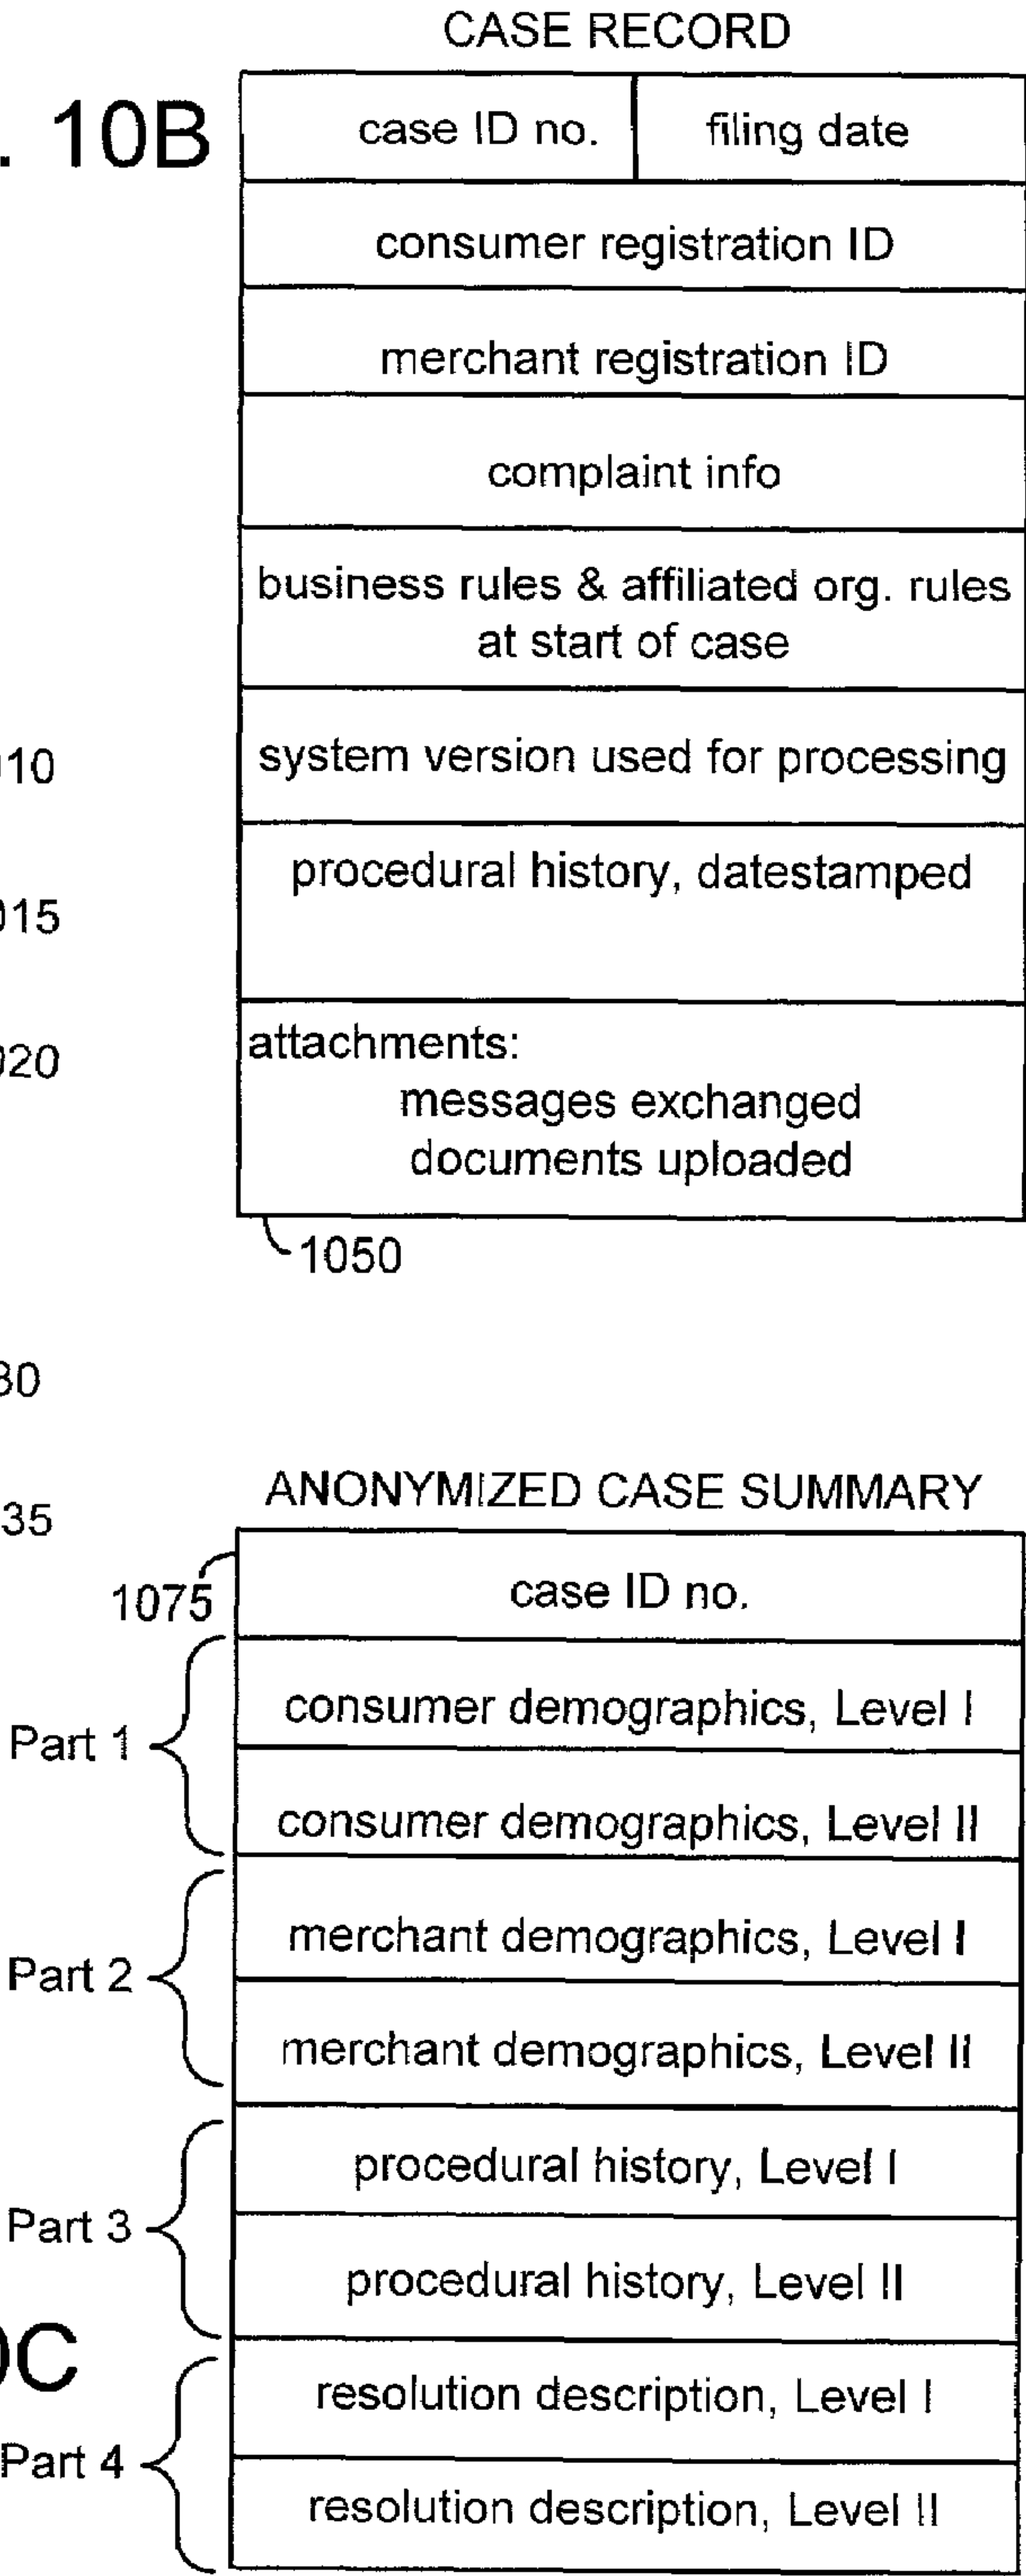 CASE RECORD
. 10B
case ID no. filing date
consumer registration ID
merchant registration ID
complaint info
business rules & affiliated org. rules
at start of case
10
system version used for processing
procedural history, datestamped
015
020
attachments:
messages exchanged
documents uploaded
1050
30
35
ANONYMIZED CASE SUMMARY
1075
case ID no.
Part 1
consumer demographics, Level I
consumer demographics, Level II
Part 2
merchant demographics, Level I
merchant demographics, Level II
Part 3
procedural history, Level I
procedural history, Level II
0C
Part 4
resolution description, Level I
resolution description, Level II